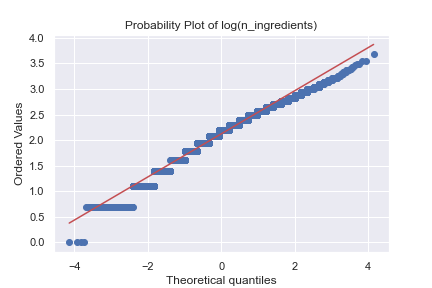 Probability Plot of log(n_ingredients)
4.0
3.5
3.0
2.5
2.0
1.5
1.0
0.5
0.0
Ordered Values
−4 −2 0 2 4
Theoretical quantiles